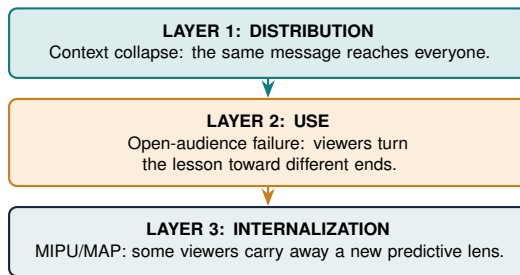 LAYER 1: DISTRIBUTION
Context collapse: the same message reaches everyone.
LAYER 2: USE
Open-audience failure: viewers turn
the lesson toward different ends.
LAYER 3: INTERNALIZATION
MIPU/MAP: some viewers carry away a new predictive lens.